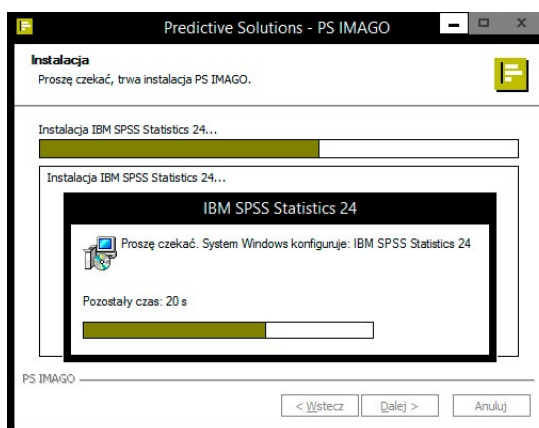 Predictive Solutions - PS IMAGO
Instalacja
Proszę czekać, trwa instalacja PS IMAGO.
Instalacja IBM SPSS Statistics 24...
Instalacja IBM SPSS Statistics 24...
IBM SPSS Statistics 24
Proszę czekać. System Windows konfiguruje: IBM SPSS Statistics 24
Pozostały czas: 20 s
PS IMAGO
< Wstecz Dalej > Anuluj